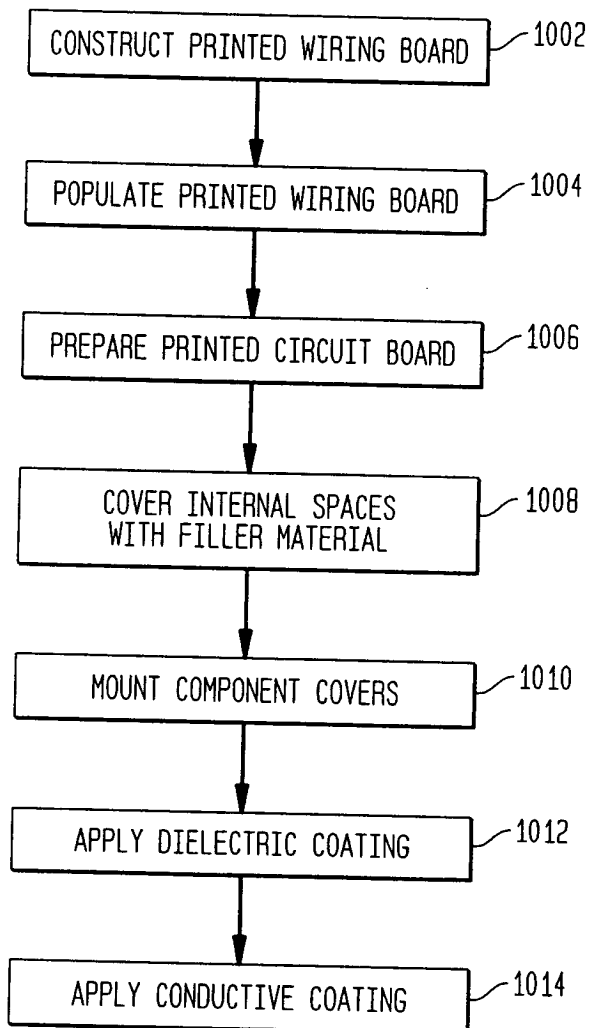 CONSTRUCT PRINTED WIRING BOARD 1002
POPULATE PRINTED WIRING BOARD 1004
PREPARE PRINTED CIRCUIT BOARD 1006
COVER INTERNAL SPACES
WITH FILLER MATERIAL 1008
MOUNT COMPONENT COVERS 1010
APPLY DIELECTRIC COATING 1012
APPLY CONDUCTIVE COATING 1014